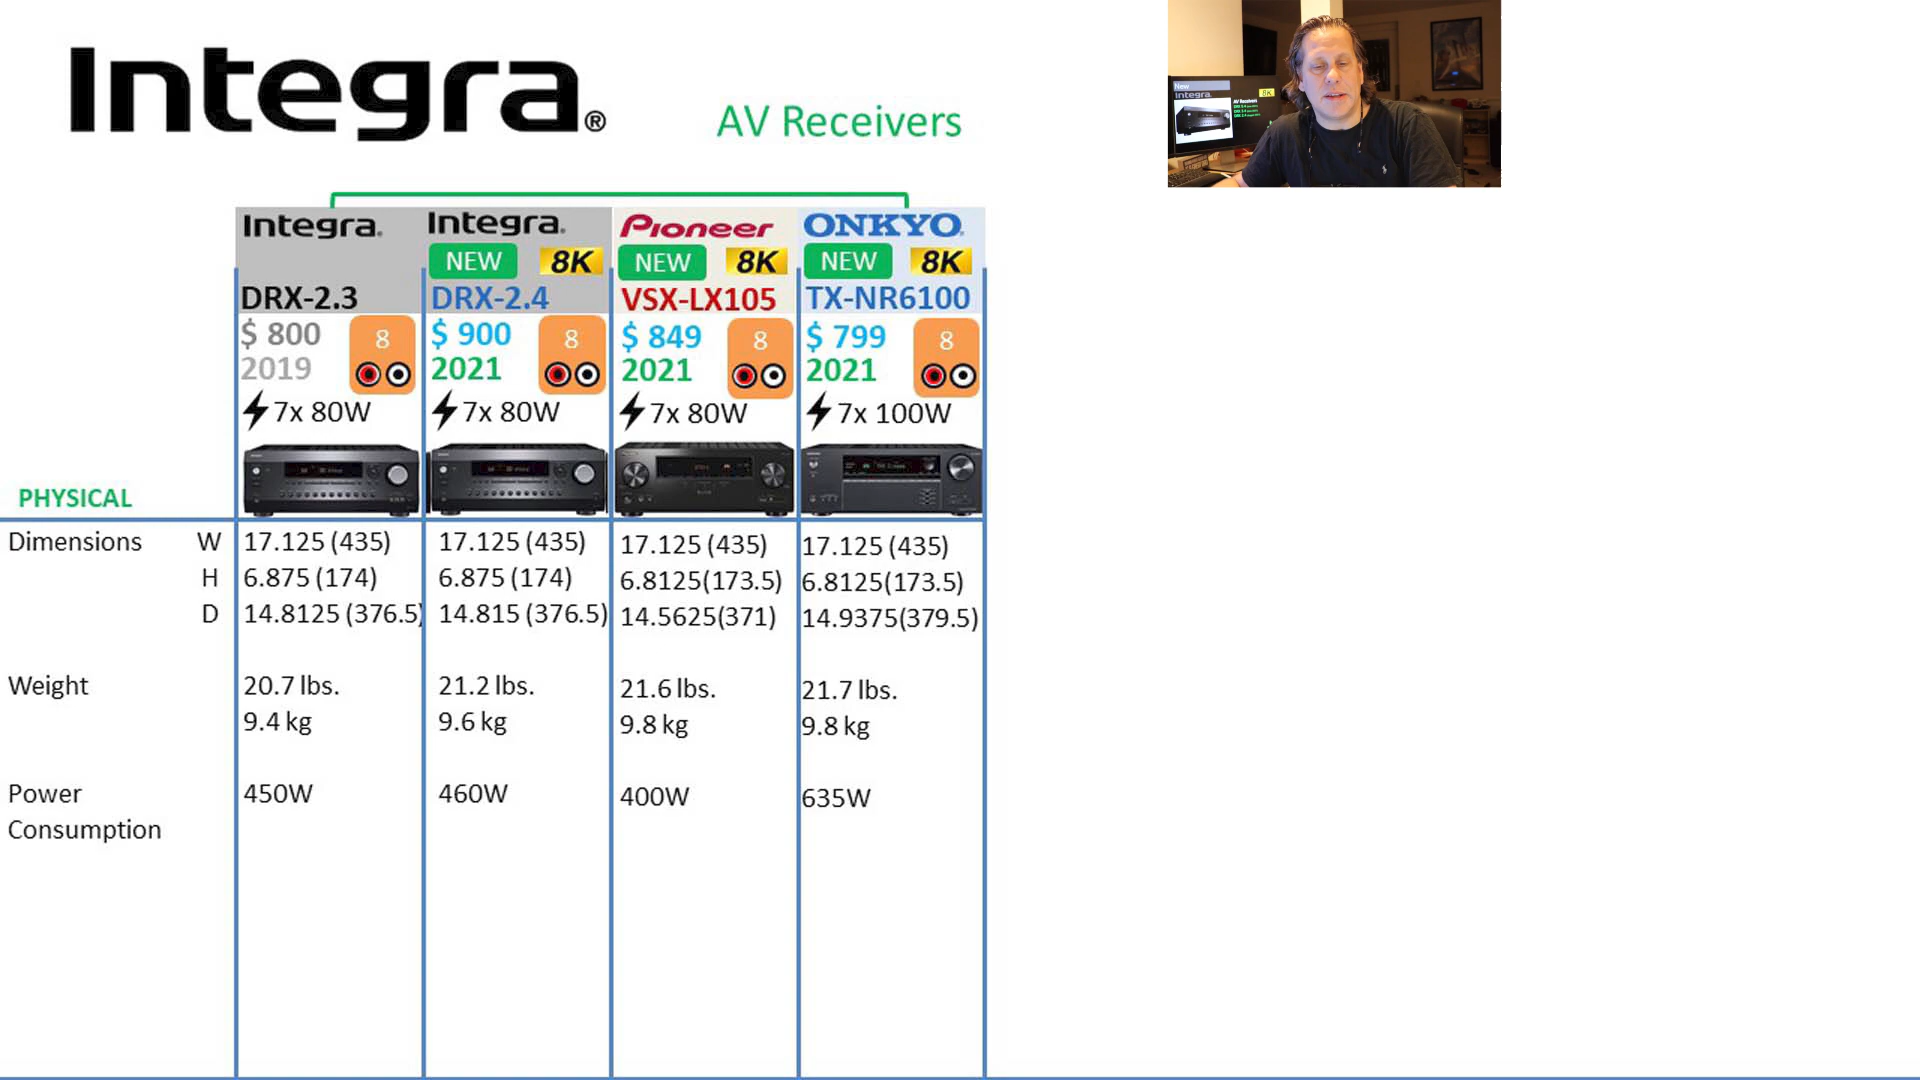 Integra®
AV Receivers
Integra.
Integra.
Pioneer
ONKYO
NEW 8K
NEW 8K
NEW 8K
DRX-2.3
DRX-2.4
VSX-LX105
TX-NR6100
$ 800 8
$ 900 8
$ 849 8
$ 799 8
2019
2021
2021
2021
7x 80W
7x 80W
7x 80W
7x 100W
PHYSICAL
Dimensions W 17.125 (435) 17.125 (435) 17.125 (435) 17.125 (435)
H 6.875 (174) 6.875 (174) 6.8125(173.5) 6.8125(173.5)
D 14.8125 (376.5) 14.815 (376.5) 14.5625(371) 14.9375(379.5)
Weight 20.7 lbs. 21.2 lbs. 21.6 lbs. 21.7 lbs.
9.4 kg 9.6 kg 9.8 kg 9.8 kg
Power 450W 460W 400W 635W
Consumption
New
Integra.
8K
AV Receivers